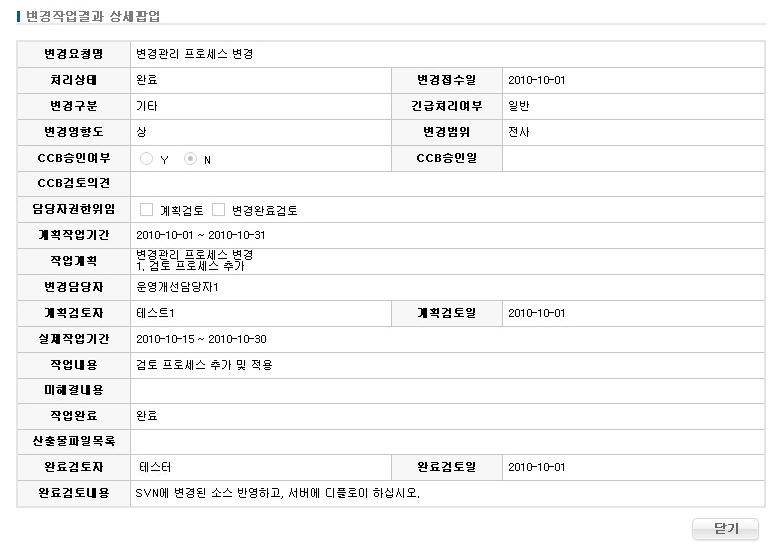 변경작업결과 상세팝업
변경요청명 변경관리 프로세스 변경
처리상태 완료 변경접수일 2010-10-01
변경구분 기타 긴급처리여부 일반
변경영향도 상 변경범위 전사
CCB승인여부 Y N CCB승인일
CCB검토의견
담당자권한위임 계획검토 변경완료검토
계획작업기간 2010-10-01 ~ 2010-10-31
작업계획 변경관리 프로세스 변경
1. 검토 프로세스 추가
변경담당자 운영개선담당자1
계획검토자 테스트1 계획검토일 2010-10-01
실제작업기간 2010-10-15 ~ 2010-10-30
작업내용 검토 프로세스 추가 및 적용
미해결내용
작업완료 완료
산출물파일목록
완료검토자 테스터 완료검토일 2010-10-01
완료검토내용 SVN에 변경된 소스 반영하고, 서버에 디플로이 하십시오.
닫기